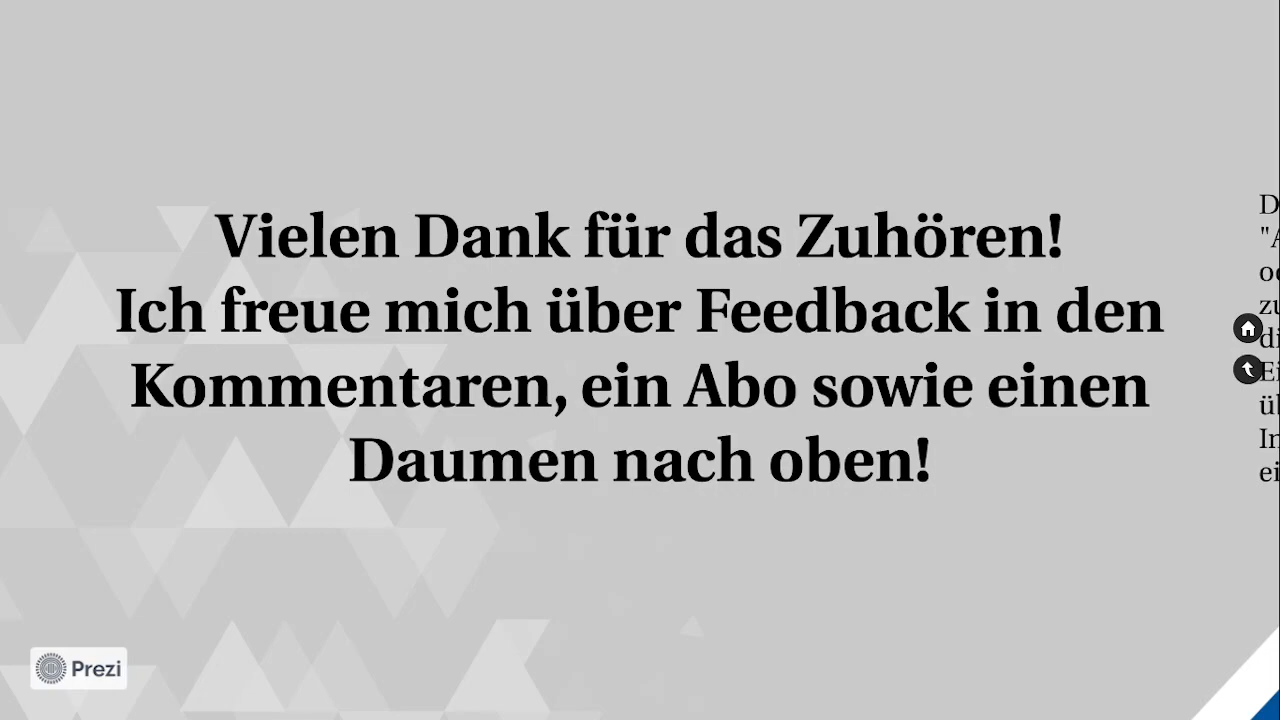 Vielen Dank für das Zuhören!
Ich freue mich über Feedback in den
Kommentaren, ein Abo sowie einen
Daumen nach oben!
Prezi